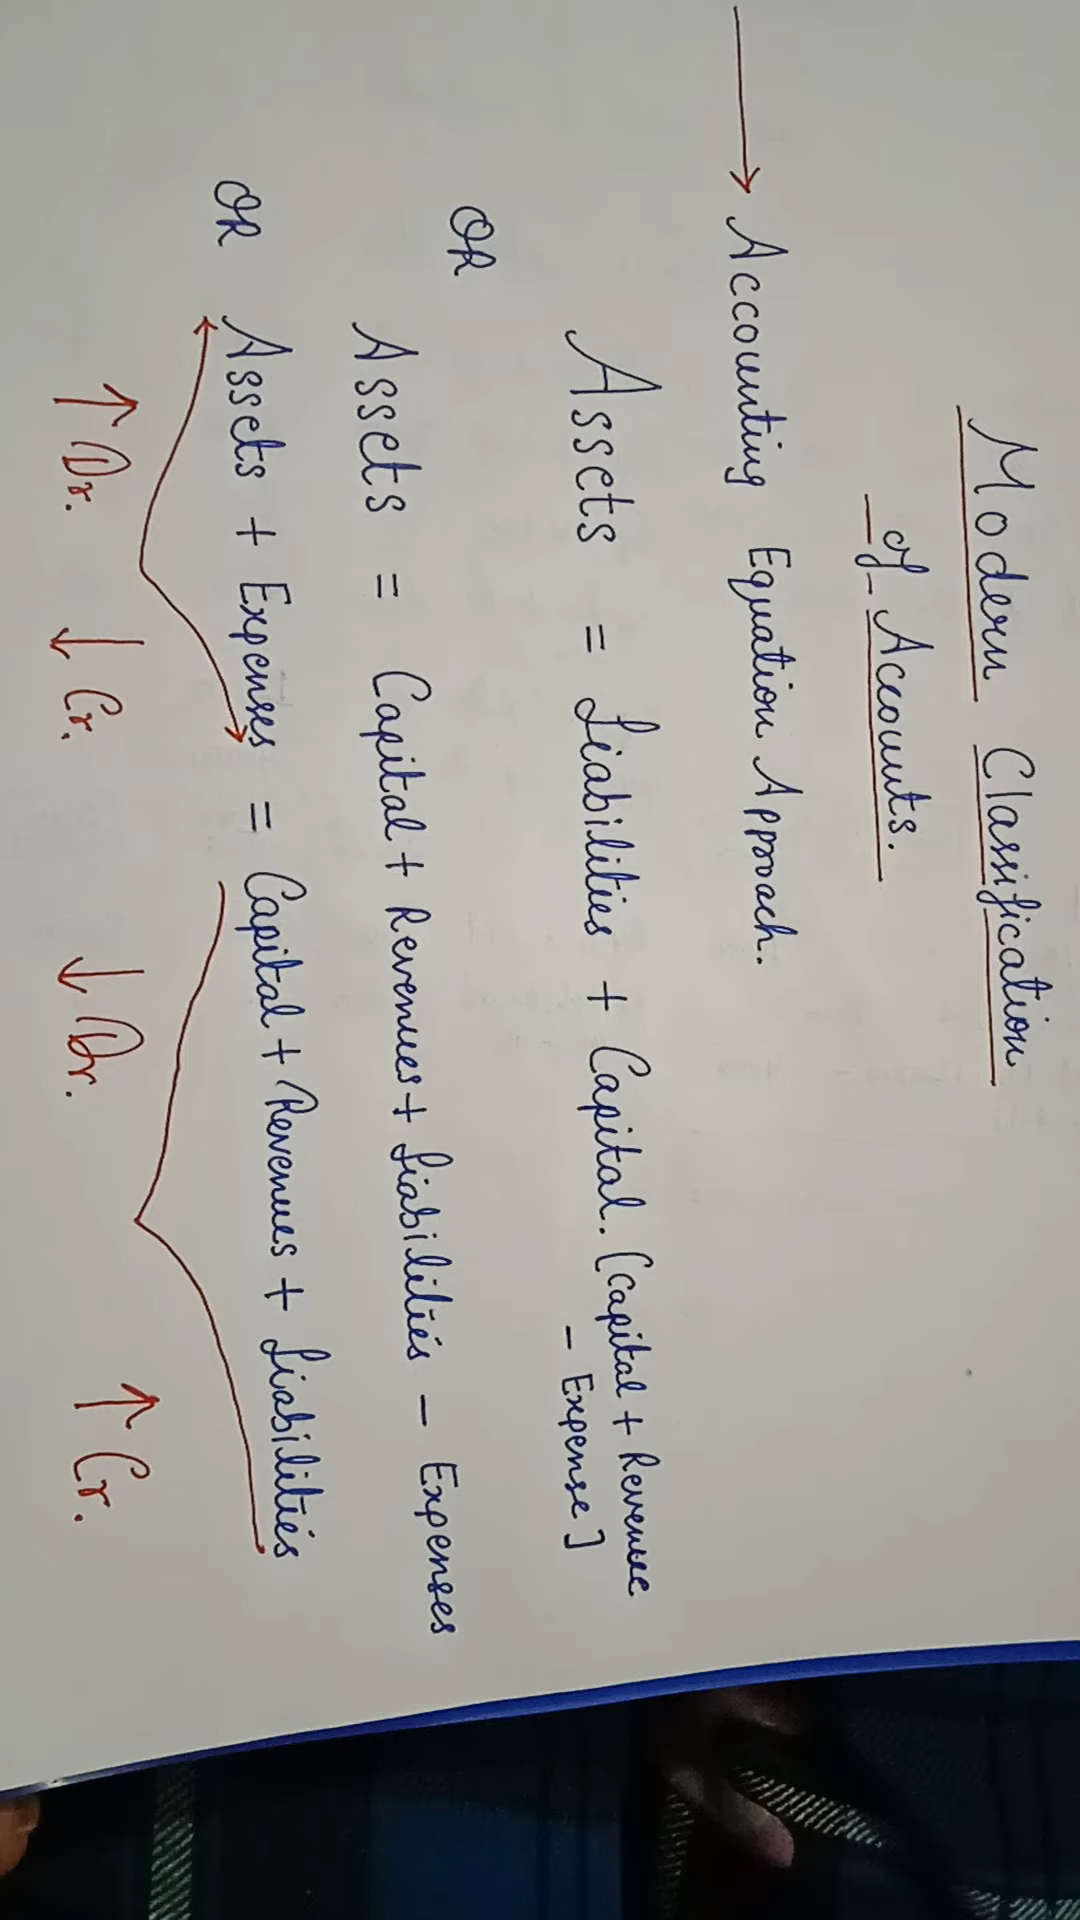 Modern Classification
of Accounts.
→ Accounting Equation Approach.
Assets = Liabilities + Capital. [Capital + Revenue
- Expense]
OR
Assets = Capital + Revenues + Liabilities - Expenses
OR Assets + Expenses = Capital + Revenues + Liabilities
↑ Dr. ↓ Cr. ↓ Dr. ↑ Cr.